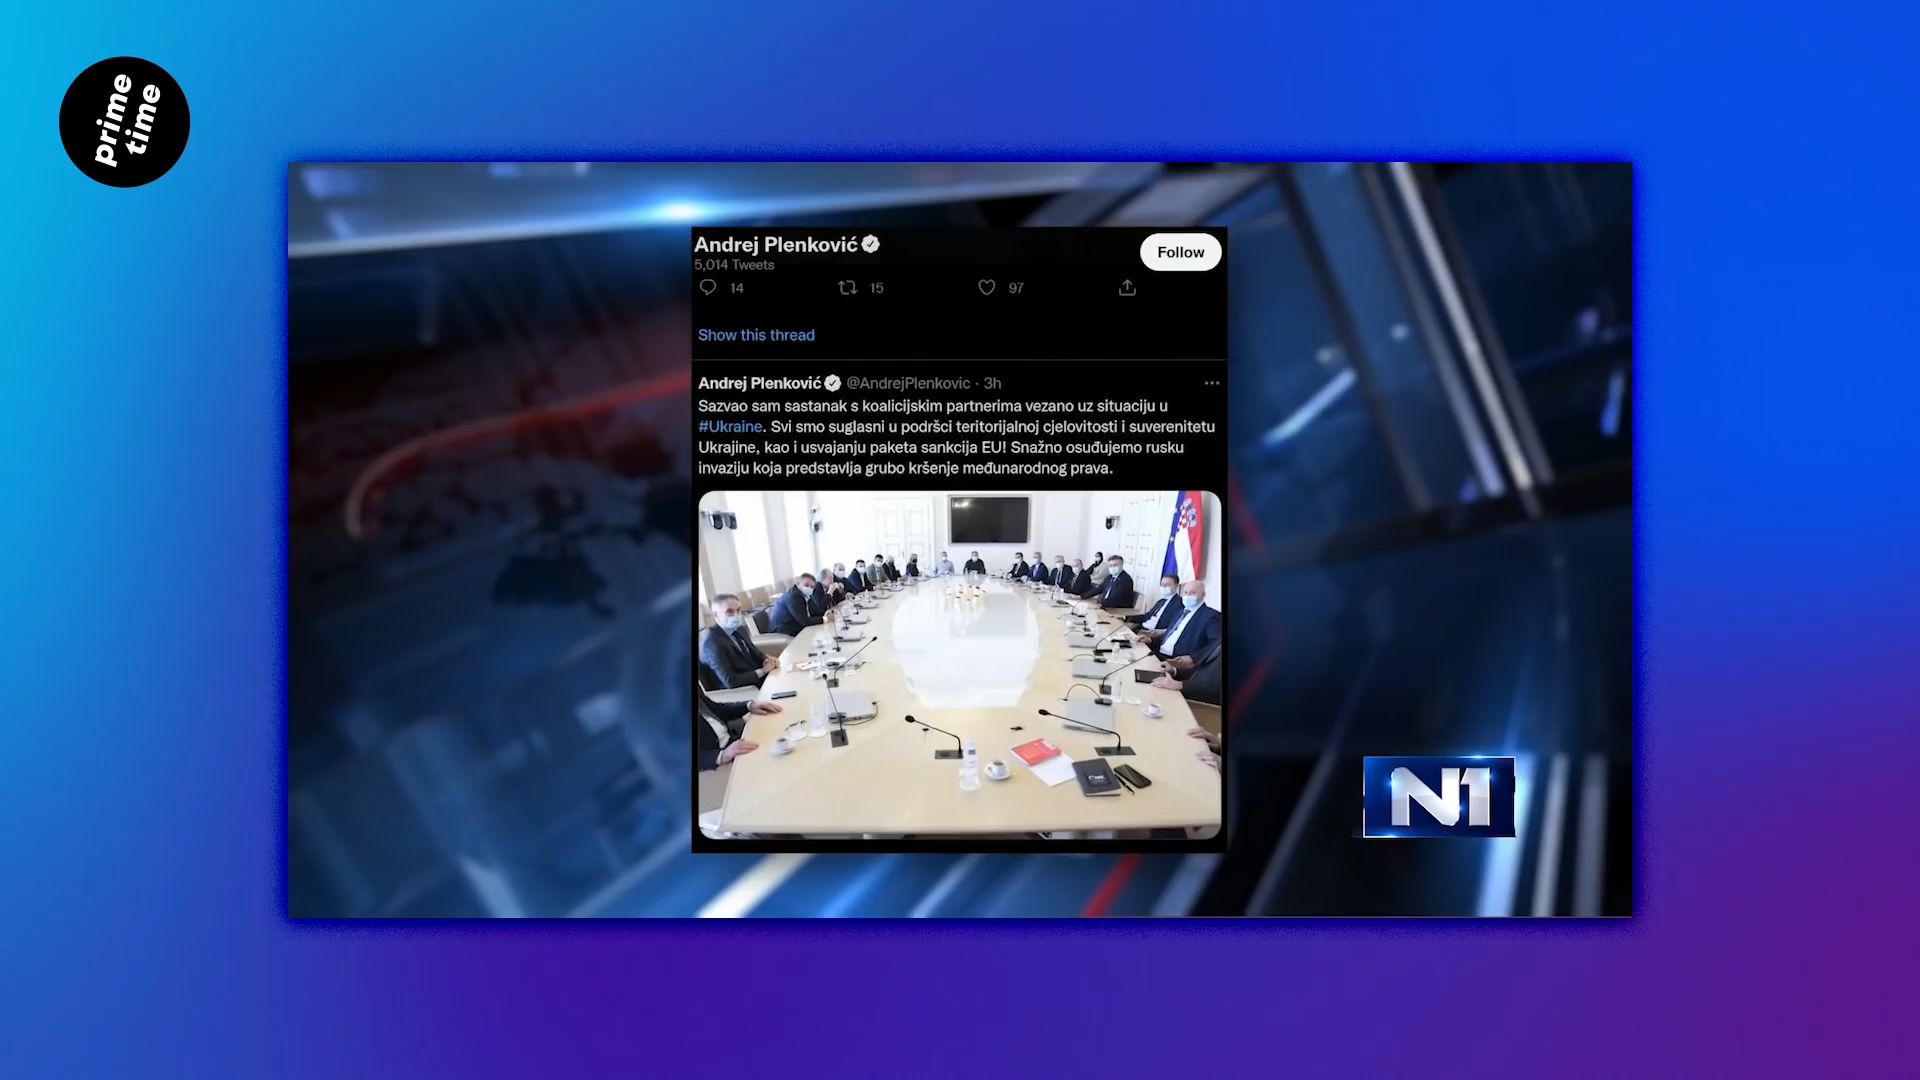 prime
time
Andrej Plenković
5,014 Tweets
Follow
14
15
97
Show this thread
Andrej Plenković @AndrejPlenkovic · 3h
Sazvao sam sastanak s koalicijskim partnerima vezano uz situaciju u
#Ukraine. Svi smo suglasni u podršci teritorijalnoj cjelovitosti i suverenitetu
Ukrajine, kao i usvajanju paketa sankcija EU! Snažno osuđujemo rusku
invaziju koja predstavlja grubo kršenje međunarodnog prava.
N1